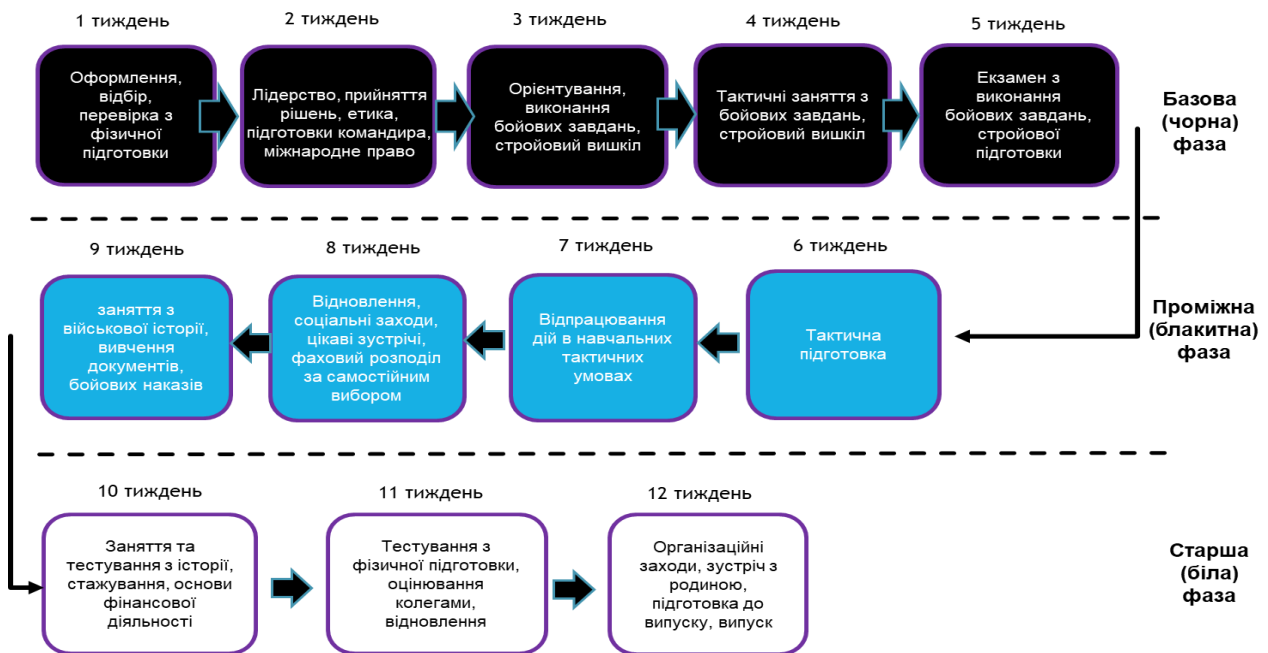 1 тиждень
Оформлення,
відбір,
перевірка з
фізичної
підготовки
2 тиждень
Лідерство, прийняття
рішень, етика,
підготовки командира,
міжнародне право
3 тиждень
Орієнтування,
виконання
бойових завдань,
стройовий вишкіл
4 тиждень
Тактичні заняття з
бойових завдань,
стройовий вишкіл
5 тиждень
Екзамен з
виконання
бойових завдань,
стройової
підготовки
Базова
(чорна)
фаза
6 тиждень
Тактична
підготовка
7 тиждень
Відпрацювання
дій в навчальних
тактичних
умовах
8 тиждень
Відновлення,
соціальні заходи,
цікаві зустрічі,
фаховий розподіл
за самостійним
вибором
9 тиждень
заняття з
військової історії,
вивчення
документів,
бойових наказів
Проміжна
(блакитна)
фаза
10 тиждень
Заняття та
тестування з історії,
стажування, основи
фінансової
діяльності
11 тиждень
Тестування з
фізичної підготовки,
оцінювання
колегами,
відновлення
12 тиждень
Організаційні
заходи, зустріч з
родиною,
підготовка до
випуску, випуск
Старша
(біла)
фаза